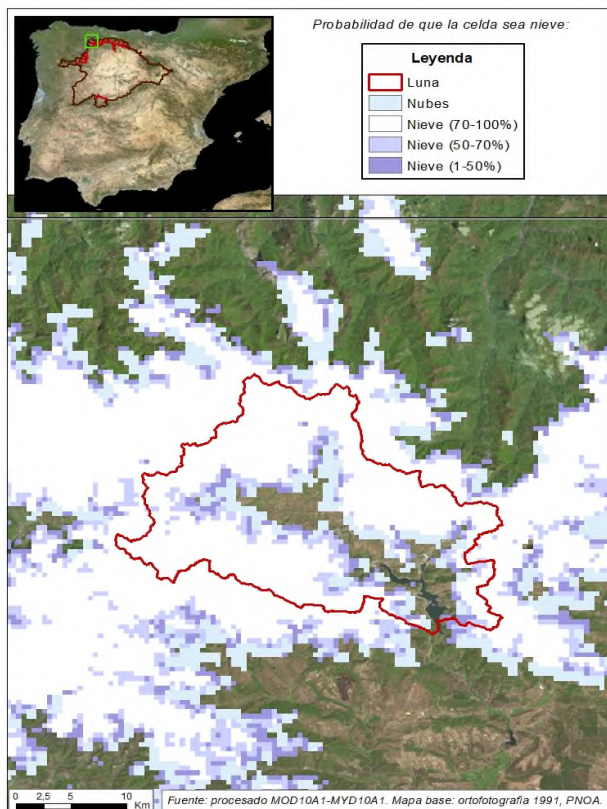 Probabilidad de que la celda sea nieve:
Leyenda
Luna
Nubes
Nieve (70-100%)
Nieve (50-70%)
Nieve (1-50%)
0 2,5 5 10
Km
Fuente: procesado MOD10A1-MYD10A1. Mapa base: ortofotografia 1991, PNOA